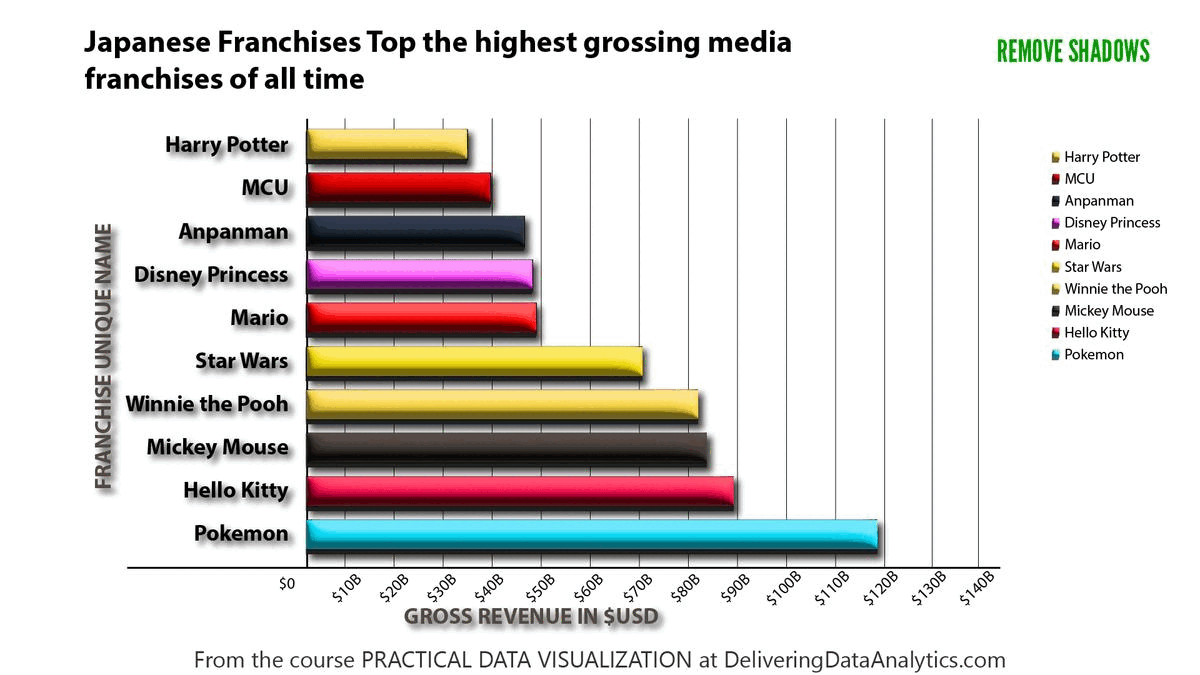 Japanese Franchises Top the highest grossing media
franchises of all time
REMOVE SHADOWS
FRANCHISE UNIQUE NAME
Harry Potter
MCU
Anpanman
Disney Princess
Mario
Star Wars
Winnie the Pooh
Mickey Mouse
Hello Kitty
Pokemon
Harry Potter
MCU
Anpanman
Disney Princess
Mario
Star Wars
Winnie the Pooh
Mickey Mouse
Hello Kitty
Pokemon
$0 $10B $20B $30B $40B $50B $60B $70B $80B $90B $100B $110B $120B $130B $140B
GROSS REVENUE IN $USD
From the course PRACTICAL DATA VISUALIZATION at DeliveringDataAnalytics.com